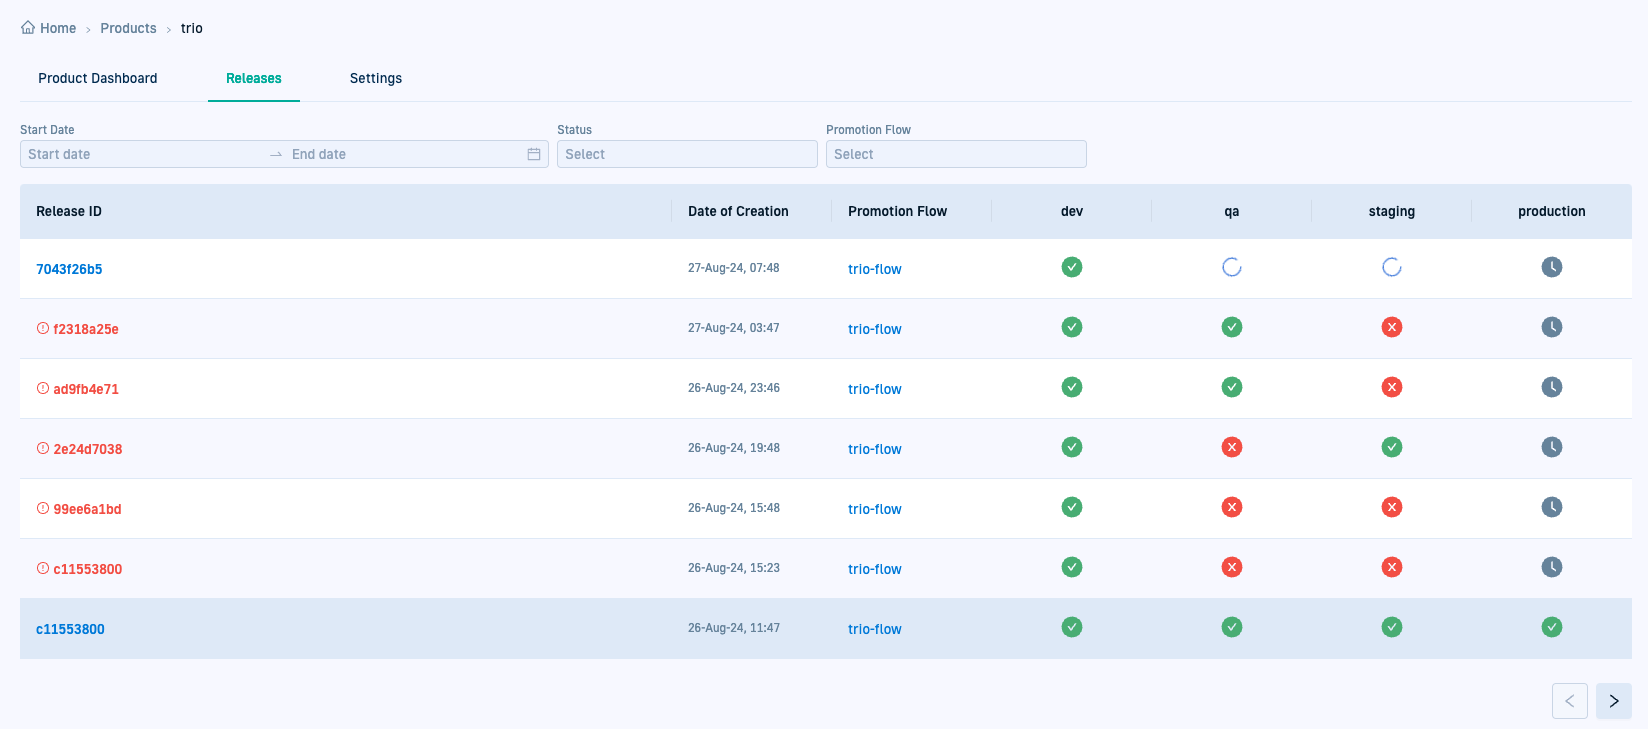 Home > Products > trio
Product Dashboard Releases Settings
Start Date Status Promotion Flow
Start date → End date Select Select
Release ID Date of Creation Promotion Flow dev qa staging production
7043f26b5 27-Aug-24, 07:48 trio-flow
f2318a25e 27-Aug-24, 03:47 trio-flow
ad9fb4e71 26-Aug-24, 23:46 trio-flow
2e24d7038 26-Aug-24, 19:48 trio-flow
99ee6a1bd 26-Aug-24, 15:48 trio-flow
c11553800 26-Aug-24, 15:23 trio-flow
c11553800 26-Aug-24, 11:47 trio-flow